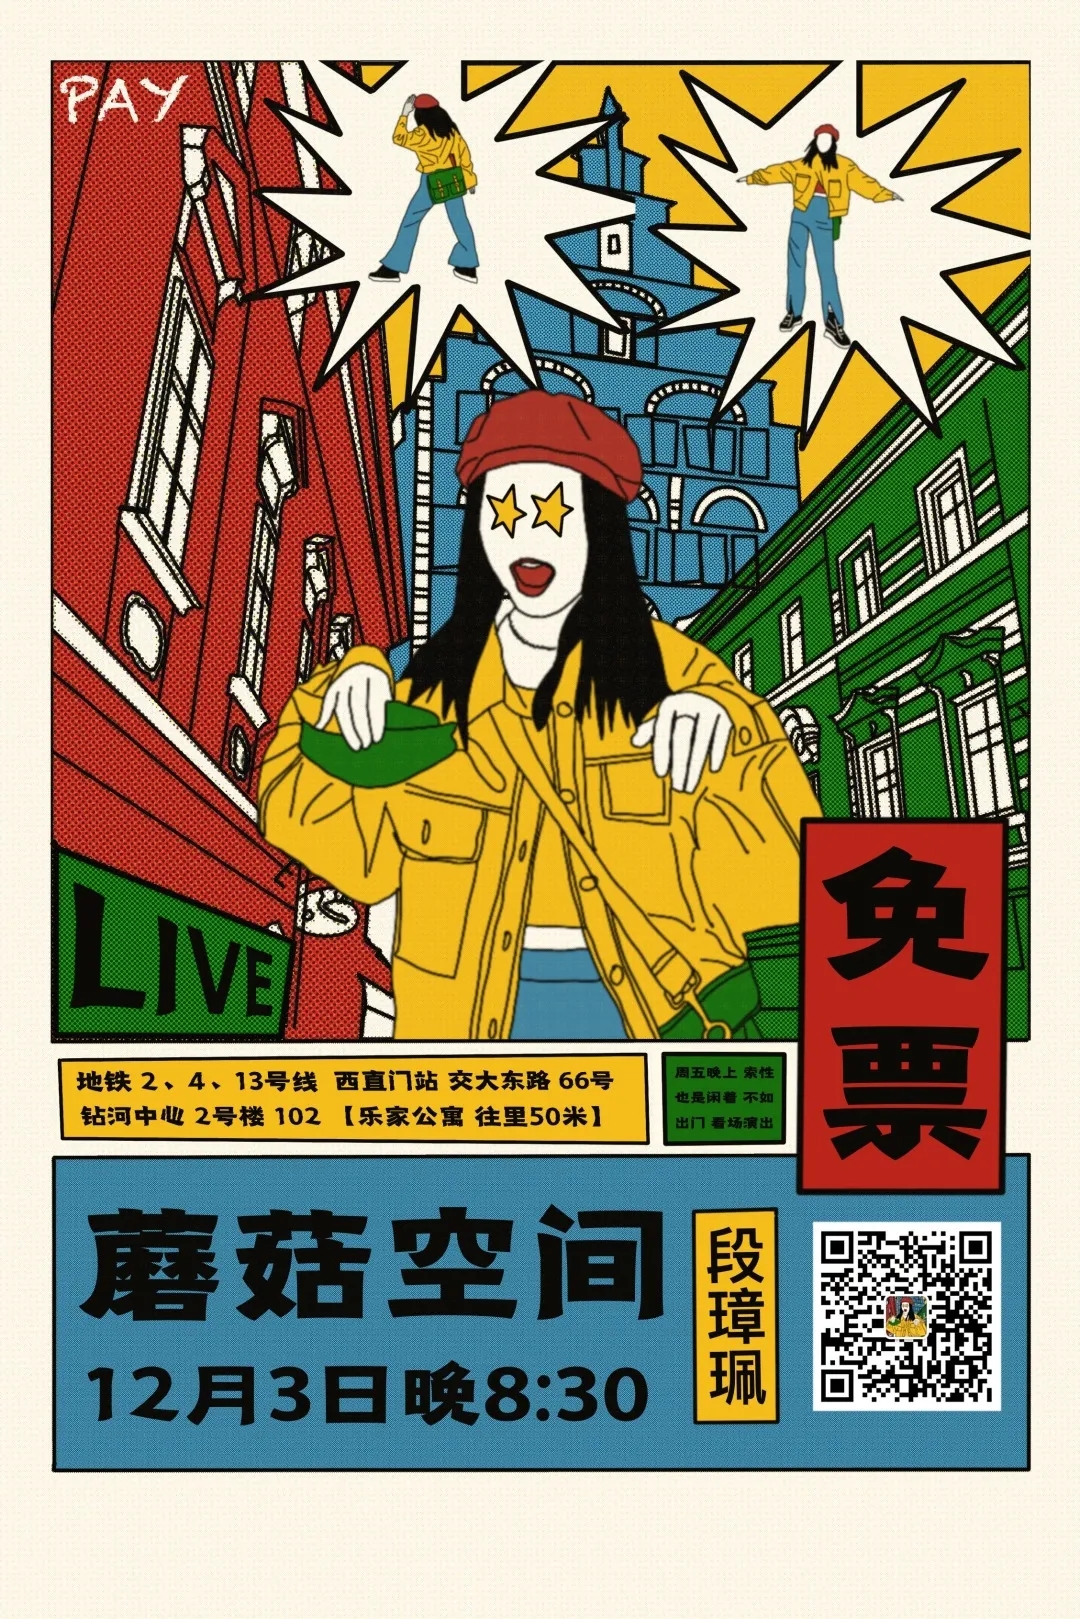 PAY
LIVE
免
票
地铁 2、4、13号线 西直门站 交大东路 66号
钻河中心 2号楼 102 【乐家公寓 往里50米】
周五晚上 索性
也是闲着 不如
出门 看场演出
蘑菇空间
12月3日晚8:30
段璋珮